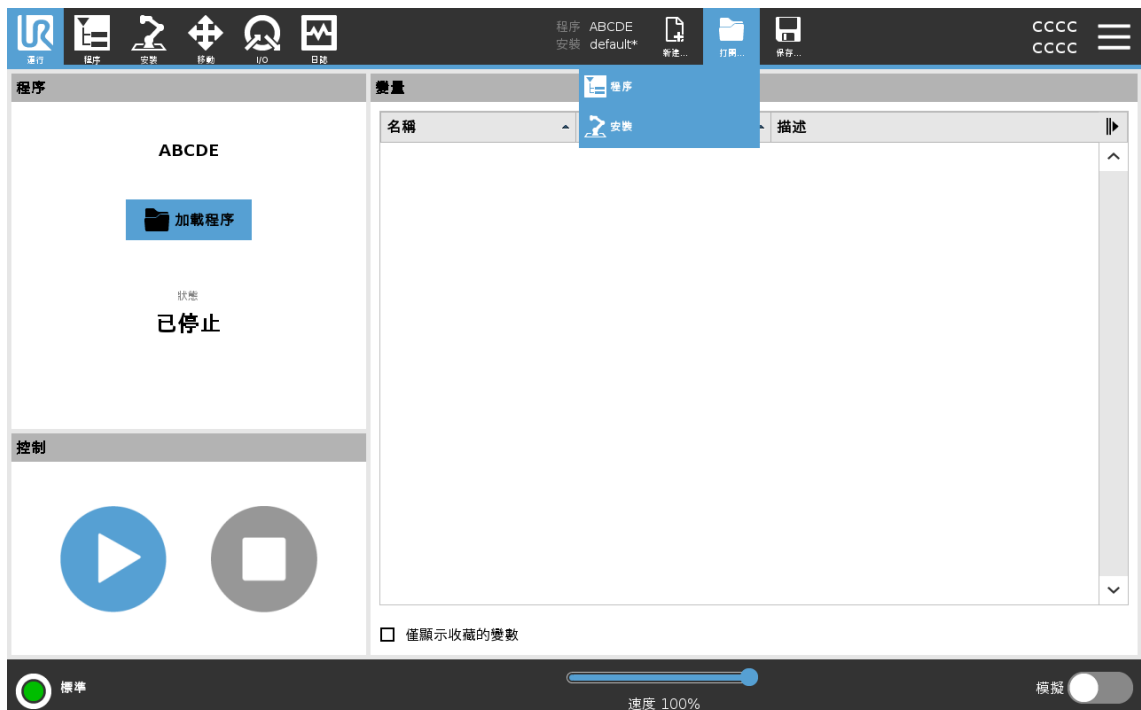 運行 程序 安裝 移動 I/O 日誌
程序 ABCDE
安裝 default*
新建... 打開... 保存...
CCCC
CCCC
程序
安裝
程序
ABCDE
加載程序
狀態
已停止
控制
變量
名稱 描述
僅顯示收藏的變數
標準
速度 100%
模擬